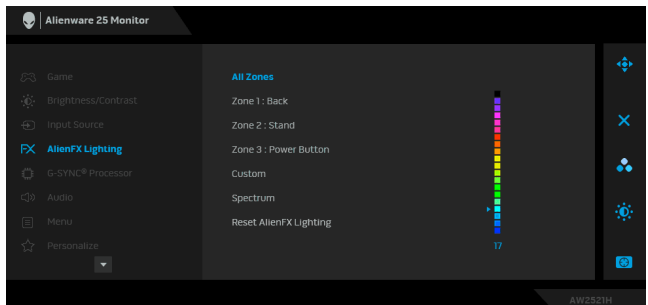 Alienware 25 Monitor
Game
Brightness/Contrast
Input Source
AlienFX Lighting
G-SYNC® Processor
Audio
Menu
Personalize
All Zones
Zone 1 : Back
Zone 2 : Stand
Zone 3 : Power Button
Custom
Spectrum
Reset AlienFX Lighting
17
AW2521H